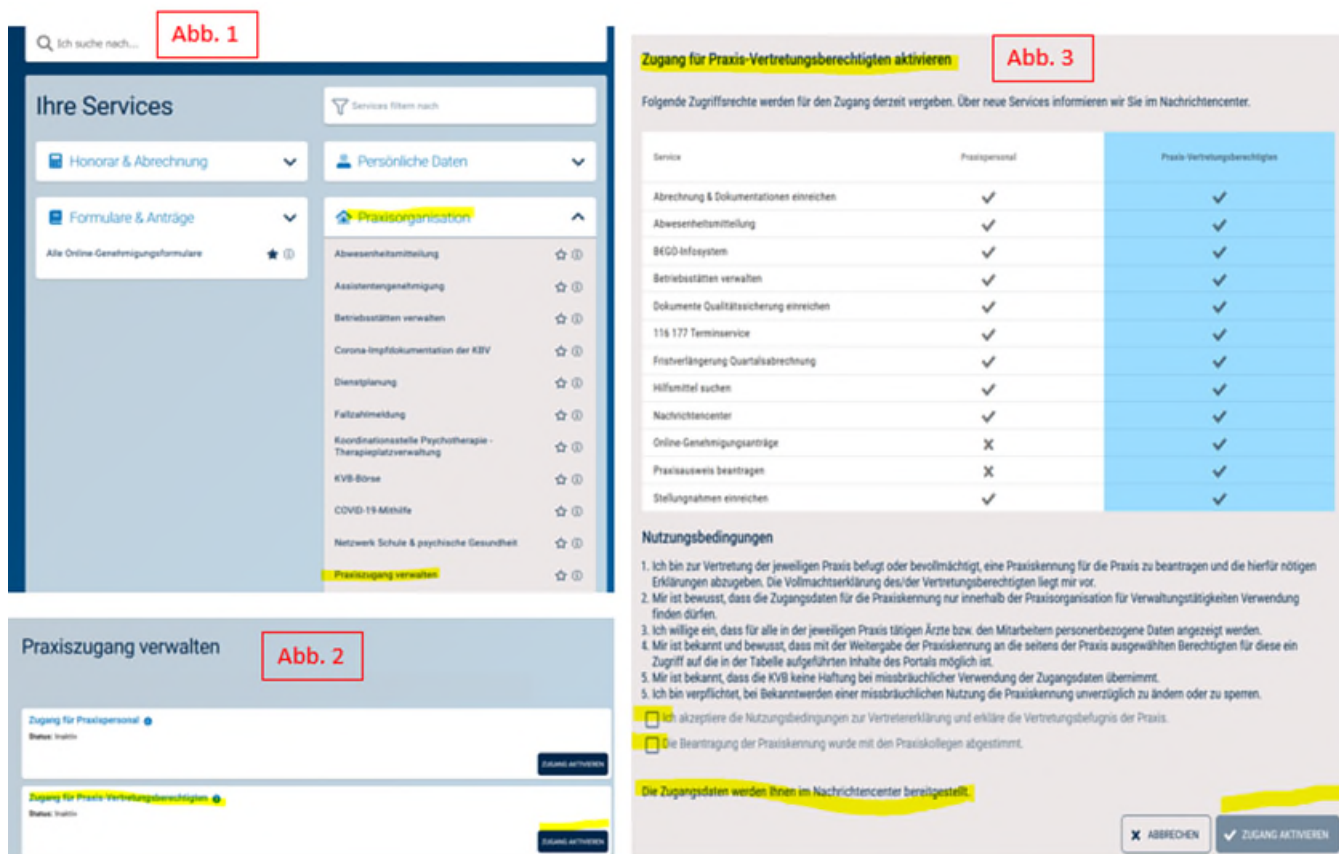 Ich suche nach...
Abb. 1
Ihre Services
Services filtern nach
Honorar & Abrechnung
Persönliche Daten
Formulare & Anträge
Praxisorganisation
Alle Online-Genehmigungsformulare
Abwesenheitsmitteilung
Assistentengenehmigung
Betriebsstätten verwalten
Corona-Impfdokumentation der KBV
Dienstplanung
Fallzahlmeldung
Koordinationsstelle Psychotherapie -
Therapieplatzverwaltung
KVB-Börse
COVID-19-Mithilfe
Netzwerk Schule & psychische Gesundheit
Praxiszugang verwalten
Praxiszugang verwalten
Abb. 2
Zugang für Praxispersonal
Status: Inaktiv
ZUGANG AKTIVIEREN
Zugang für Praxis-Vertretungsberechtigten
Status: Inaktiv
ZUGANG AKTIVIEREN
Zugang für Praxis-Vertretungsberechtigten aktivieren
Abb. 3
Folgende Zugriffsrechte werden für den Zugang derzeit vergeben. Über neue Services informieren wir Sie im Nachrichtencenter.
Service Praxispersonal Praxis-Vertretungsberechtigten
Abrechnung & Dokumentationen einreichen
Abwesenheitsmitteilung
BEGO-Infosystem
Betriebsstätten verwalten
Dokumente Qualitätssicherung einreichen
116 177 Terminservice
Fristverlängerung Quartalsabrechnung
Hilfsmittel suchen
Nachrichtencenter
Online-Genehmigungsanträge
Praxisausweis beantragen
Stellungnahmen einreichen
Nutzungsbedingungen
1. Ich bin zur Vertretung der jeweiligen Praxis befugt oder bevollmächtigt, eine Praxiskennung für die Praxis zu beantragen und die hierfür nötigen
Erklärungen abzugeben. Die Vollmachtserklärung des/der Vertretungsberechtigten liegt mir vor.
2. Mir ist bewusst, dass die Zugangsdaten für die Praxiskennung nur innerhalb der Praxisorganisation für Verwaltungstätigkeiten Verwendung
finden dürfen.
3. Ich willige ein, dass für alle in der jeweiligen Praxis tätigen Ärzte bzw. den Mitarbeitern personenbezogene Daten angezeigt werden.
4. Mir ist bekannt und bewusst, dass mit der Weitergabe der Praxiskennung an die seitens der Praxis ausgewählten Berechtigten für diese ein
Zugriff auf die in der Tabelle aufgeführten Inhalte des Portals möglich ist.
5. Mir ist bekannt, dass die KVB keine Haftung bei missbräuchlicher Verwendung der Zugangsdaten übernimmt.
5. Ich bin verpflichtet, bei Bekanntwerden einer missbräuchlichen Nutzung die Praxiskennung unverzüglich zu ändern oder zu sperren.
Ich akzeptiere die Nutzungsbedingungen zur Vertretererklärung und erkläre die Vertretungsbefugnis der Praxis.
Die Beantragung der Praxiskennung wurde mit den Praxiskollegen abgestimmt.
Die Zugangsdaten werden Ihnen im Nachrichtencenter bereitgestellt.
ABBRECHEN
ZUGANG AKTIVIEREN